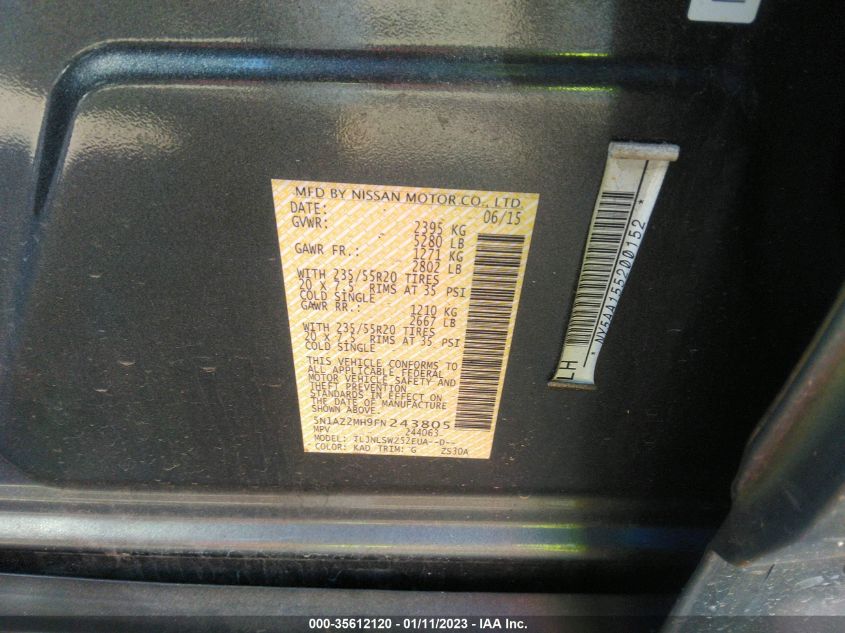 MFD BY NISSAN MOTOR CO., LTD
DATE: 06/15
GVWR: 2395 KG
5280 LB
GAWR FR.: 1271 KG
2802 LB
WITH 235/55R20 TIRES
20 X 7.5 RIMS AT 35 PSI
COLD SINGLE
GAWR RR.: 1210 KG
2667 LB
WITH 235/55R20 TIRES
20 X 7.5 RIMS AT 35 PSI
COLD SINGLE
THIS VEHICLE CONFORMS TO
ALL APPLICABLE FEDERAL
MOTOR VEHICLE SAFETY AND
THEFT PREVENTION
STANDARDS IN EFFECT ON
THE DATE OF MANUFACTURE
SHOWN ABOVE.
5N1AZ2MH9FN243805
MPV 244063
MODEL: TLJNLSWZ52EUA--D--
COLOR: KAD TRIM: G ZS30A
LH
* NX5AA155200152 *
000-35612120 - 01/11/2023 - IAA Inc.